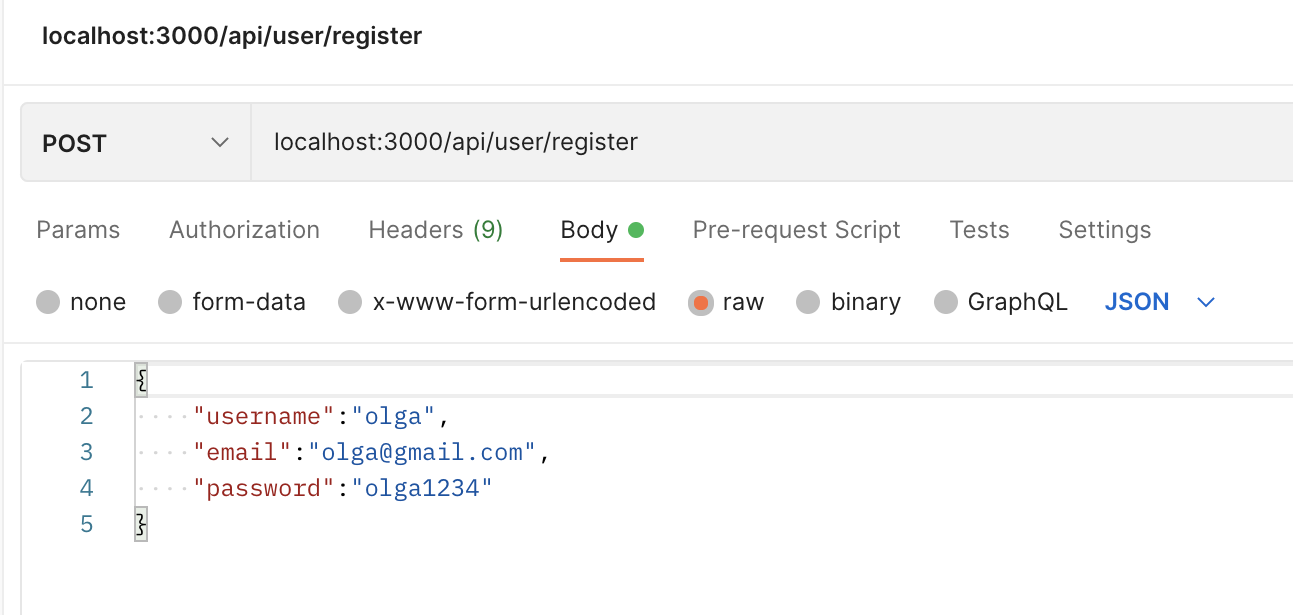 localhost:3000/api/user/register
POST localhost:3000/api/user/register
Params Authorization Headers (9) Body Pre-request Script Tests Settings
none form-data x-www-form-urlencoded raw binary GraphQL JSON
1 {
2 "username":"olga",
3 "email":"olga@gmail.com",
4 "password":"olga1234"
5 }